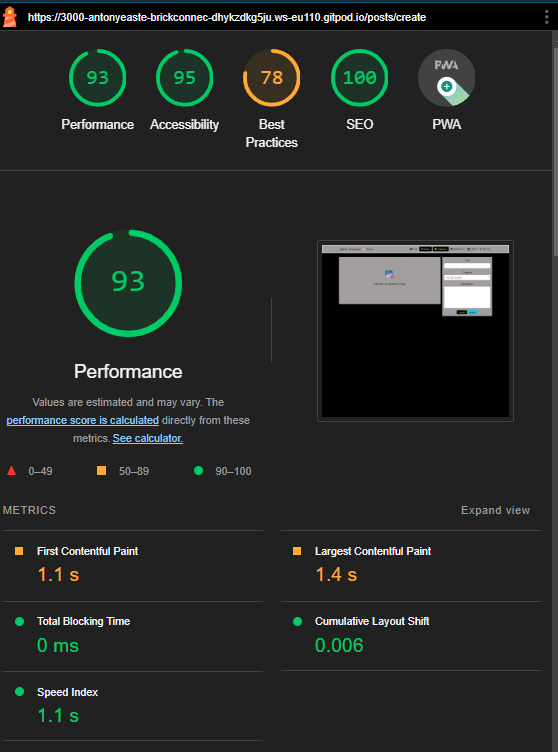 https://3000-antonyeaste-brickconnec-dhykzdkg5ju.ws-eu110.gitpod.io/posts/create
93
95
78
100
PWA
Performance
Accessibility
Best
Practices
SEO
PWA
93
Performance
Values are estimated and may vary. The
performance score is calculated directly from these
metrics. See calculator.
0–49
50–89
90–100
METRICS
Expand view
First Contentful Paint
1.1 s
Largest Contentful Paint
1.4 s
Total Blocking Time
0 ms
Cumulative Layout Shift
0.006
Speed Index
1.1 s